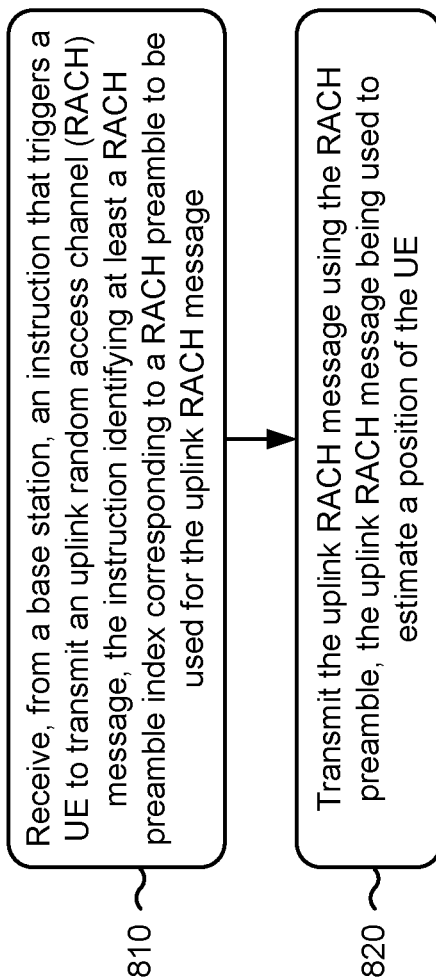 Receive, from a base station, an instruction that triggers a
UE to transmit an uplink random access channel (RACH)
message, the instruction identifying at least a RACH
preamble index corresponding to a RACH preamble to be
used for the uplink RACH message
810
Transmit the uplink RACH message using the RACH
preamble, the uplink RACH message being used to
estimate a position of the UE
820